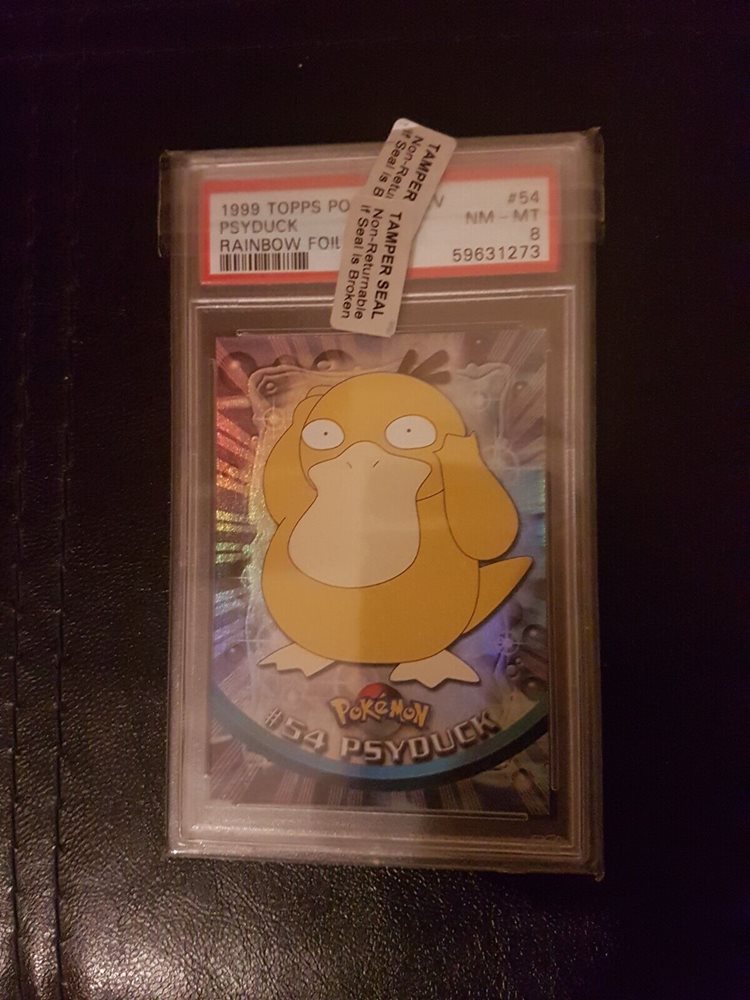 1999 TOPPS PO
#54
PSYDUCK
NM - MT
RAINBOW FOIL
8
59631273
TAMPER
Non-Retu
if Seal is B
TAMPER SEAL
Non-Returnable
if Seal is Broken
POKéMON
#54 PSYDUCK